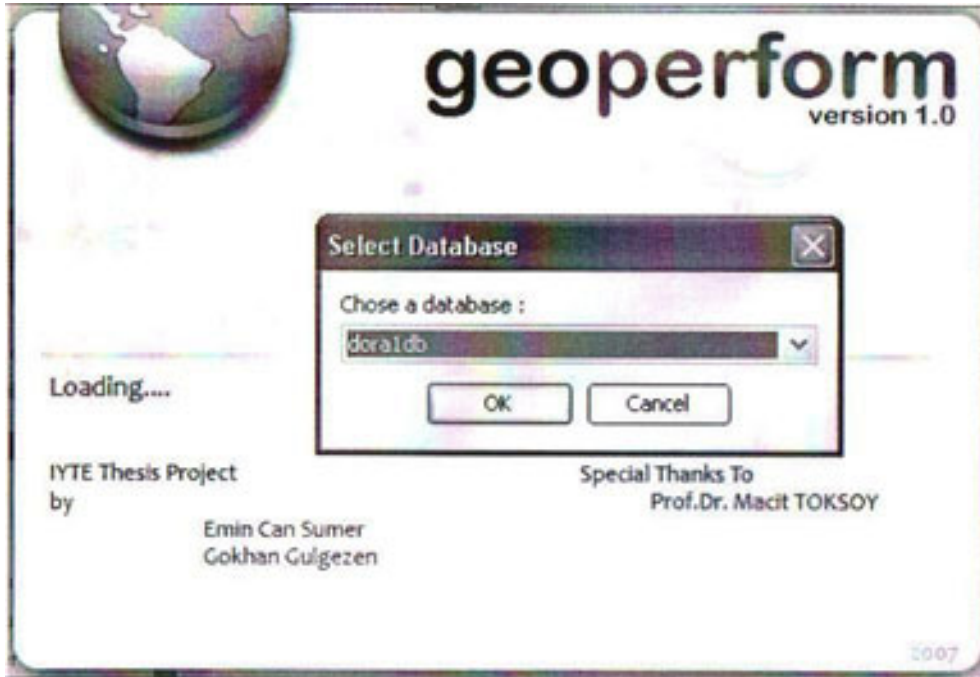 geoperform
version 1.0
Select Database
Chose a database :
dora1db
OK
Cancel
Loading....
IYTE Thesis Project
by
Emin Can Sumer
Gokhan Gulgezen
Special Thanks To
Prof.Dr. Macit TOKSOY
2007